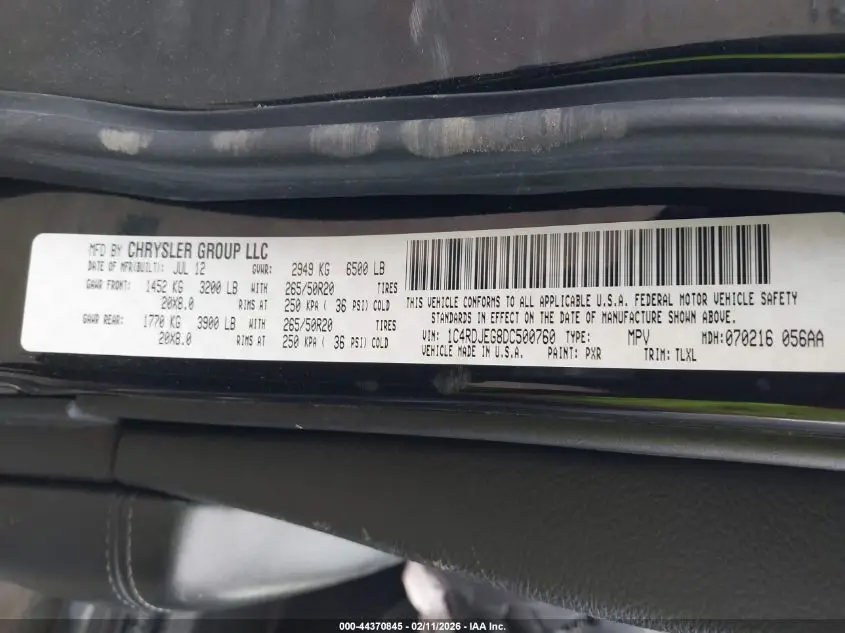 MFD BY CHRYSLER GROUP LLC
DATE OF MFR(BUILT): JUL 12 GVWR: 2949 KG 6500 LB
GAWR FRONT: 1452 KG 3200 LB WITH 265/50R20 TIRES
20X8.0 RIMS AT 250 KPA ( 36 PSI) COLD
GAWR REAR: 1770 KG 3900 LB WITH 265/50R20 TIRES
20X8.0 RIMS AT 250 KPA ( 36 PSI) COLD
THIS VEHICLE CONFORMS TO ALL APPLICABLE U.S.A. FEDERAL MOTOR VEHICLE SAFETY
STANDARDS IN EFFECT ON THE DATE OF MANUFACTURE SHOWN ABOVE.
VIN: 1C4RDJEG8DC500760 TYPE: MPV MDH:070216 056AA
VEHICLE MADE IN U.S.A. PAINT: PXR TRIM: TLXL
000-44370845 - 02/11/2026 - IAA Inc.